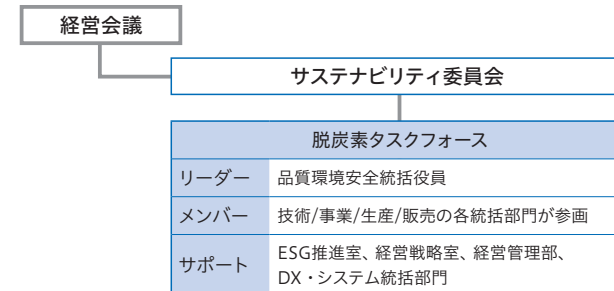 経営会議
サステナビリティ委員会
脱炭素タスクフォース
リーダー 品質環境安全統括役員
メンバー 技術/事業/生産/販売の各統括部門が参画
サポート ESG推進室、経営戦略室、経営管理部、
DX・システム統括部門